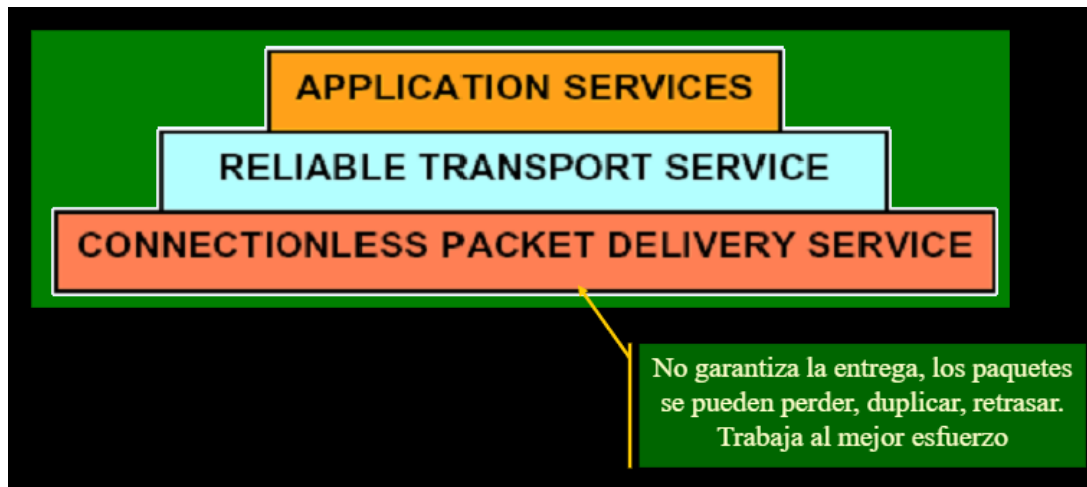 APPLICATION SERVICES
RELIABLE TRANSPORT SERVICE
CONNECTIONLESS PACKET DELIVERY SERVICE
No garantiza la entrega, los paquetes
se pueden perder, duplicar, retrasar.
Trabaja al mejor esfuerzo